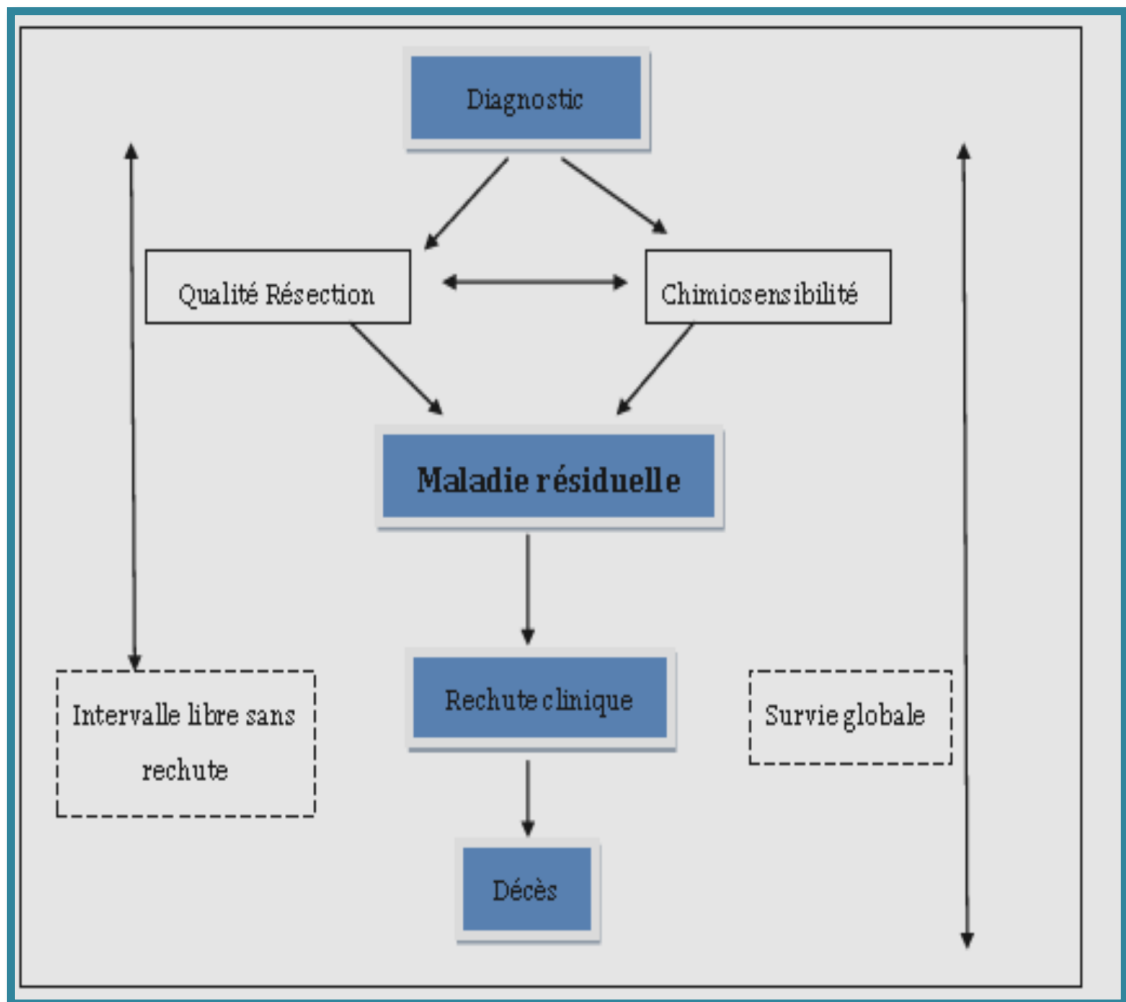 Diagnostic
Qualité Résection
Chimiosensibilité
Maladie résiduelle
Rechute clinique
Intervalle libre sans
rechute
Survie globale
Décès